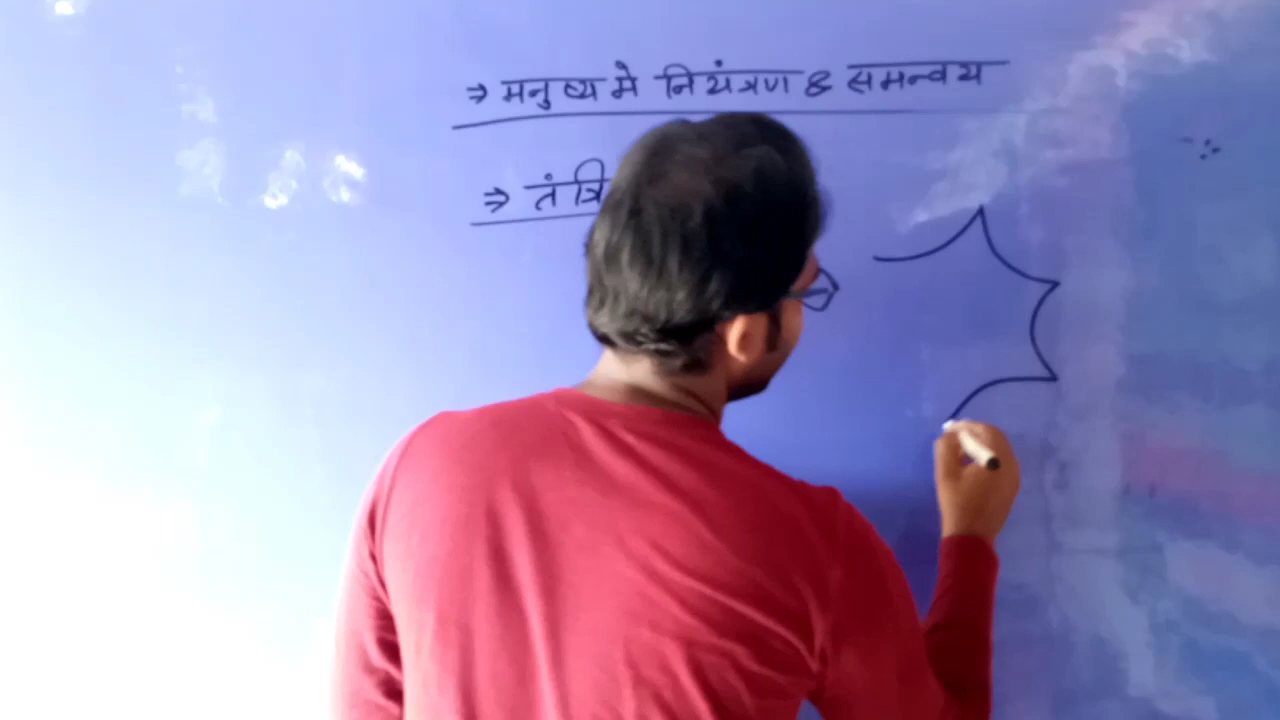 ⇒ मनुष्य मे नियंत्रण & समन्वय
⇒ तंत्रि